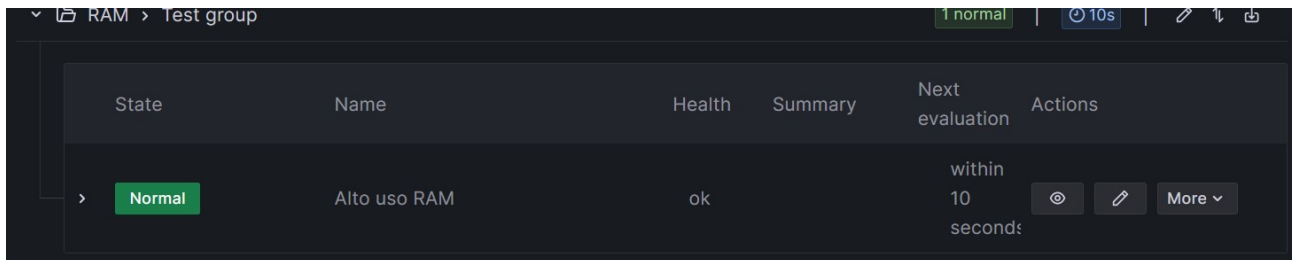 RAM > Test group 1 normal | 10s |
State Name Health Summary Next evaluation Actions
Normal Alto uso RAM ok within 10 seconds More